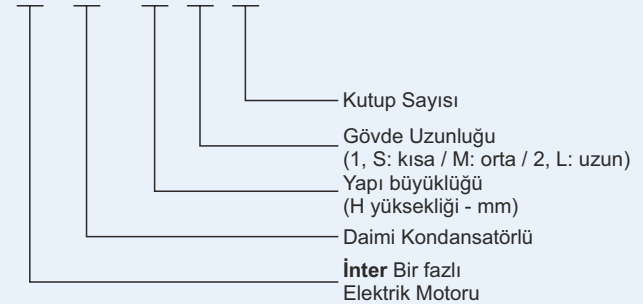 Kutup Sayısı
Gövde Uzunluğu
(1, S: kısa / M: orta / 2, L: uzun)
Yapı büyüklüğü
(H yüksekliği - mm)
Daimi Kondansatörlü
İnter Bir fazlı
Elektrik Motoru